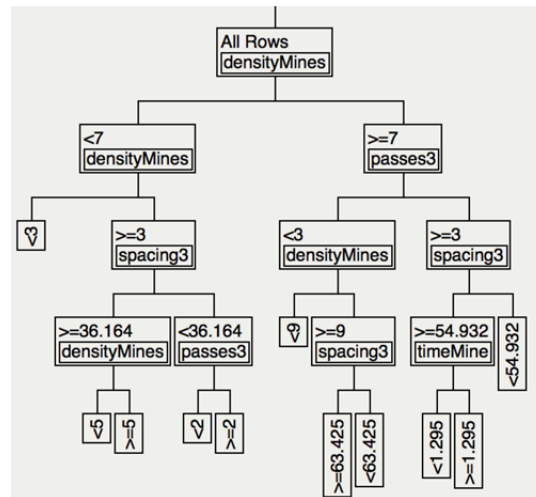 All Rows
densityMines
<7
densityMines
>=7
passes3
<3
>=3
spacing3
<3
densityMines
>=3
spacing3
>=36.164
densityMines
<36.164
passes3
<9
>=9
spacing3
>=54.932
timeMine
<54.932
<5
>=5
<2
>=2
>=63.425
<63.425
<1.295
>=1.295